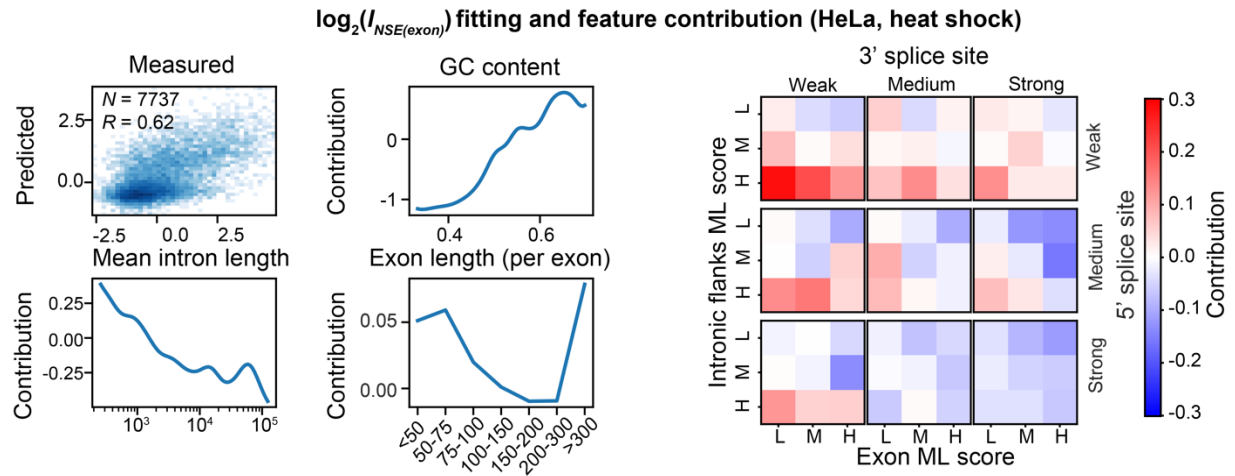 log₂(I_NSE(exon)) fitting and feature contribution (HeLa, heat shock)
Measured
N = 7737
R = 0.62
Predicted
2.5
0.0
-2.5 0.0 2.5
GC content
Contribution
0
-1
0.4 0.6
Mean intron length
Contribution
0.25
0.00
-0.25
10³ 10⁴ 10⁵
Exon length (per exon)
Contribution
0.05
0.00
<50 50-75 75-100 100-150 150-200 200-300 >300
3’ splice site
Weak Medium Strong
Intronic flanks ML score
L
M
H
L
M
H
L
M
H
L M H L M H L M H
Exon ML score
Weak
Medium
Strong
5’ splice site
0.3
0.2
0.1
0.0
-0.1
-0.2
-0.3
Contribution